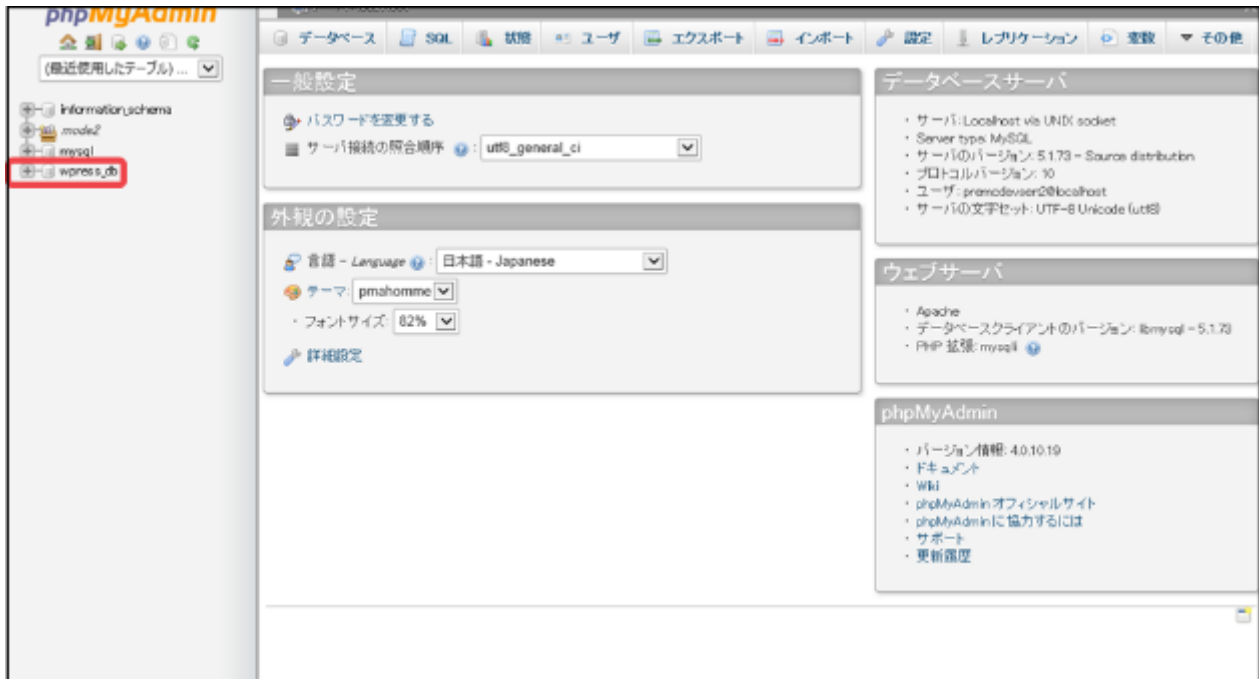 phpMyAdmin
(最近使用したテーブル) ...
information_schema
mode2
mysql
wpress_db
データベース
SQL
状態
ユーザ
エクスポート
インポート
設定
レプリケーション
変数
その他
一般設定
パスワードを変更する
サーバ接続の照合順序 : utf8_general_ci
外観の設定
言語 - Language : 日本語 - Japanese
テーマ: pmahomme
・ フォントサイズ: 82%
詳細設定
データベースサーバ
・ サーバ: Localhost via UNIX socket
・ Server type: MySQL
・ サーバのバージョン: 5.1.73 - Source distribution
・ プロトコルバージョン: 10
・ ユーザ: @localhost
・ サーバの文字セット: UTF-8 Unicode (utf8)
ウェブサーバ
・ Apache
・ データベースクライアントのバージョン: libmysql - 5.1.73
・ PHP 拡張: mysqli
phpMyAdmin
・ バージョン情報: 4.0.10.19
・ ドキュメント
・ Wiki
・ phpMyAdmin オフィシャルサイト
・ phpMyAdmin に協力するには
・ サポート
・ 更新履歴